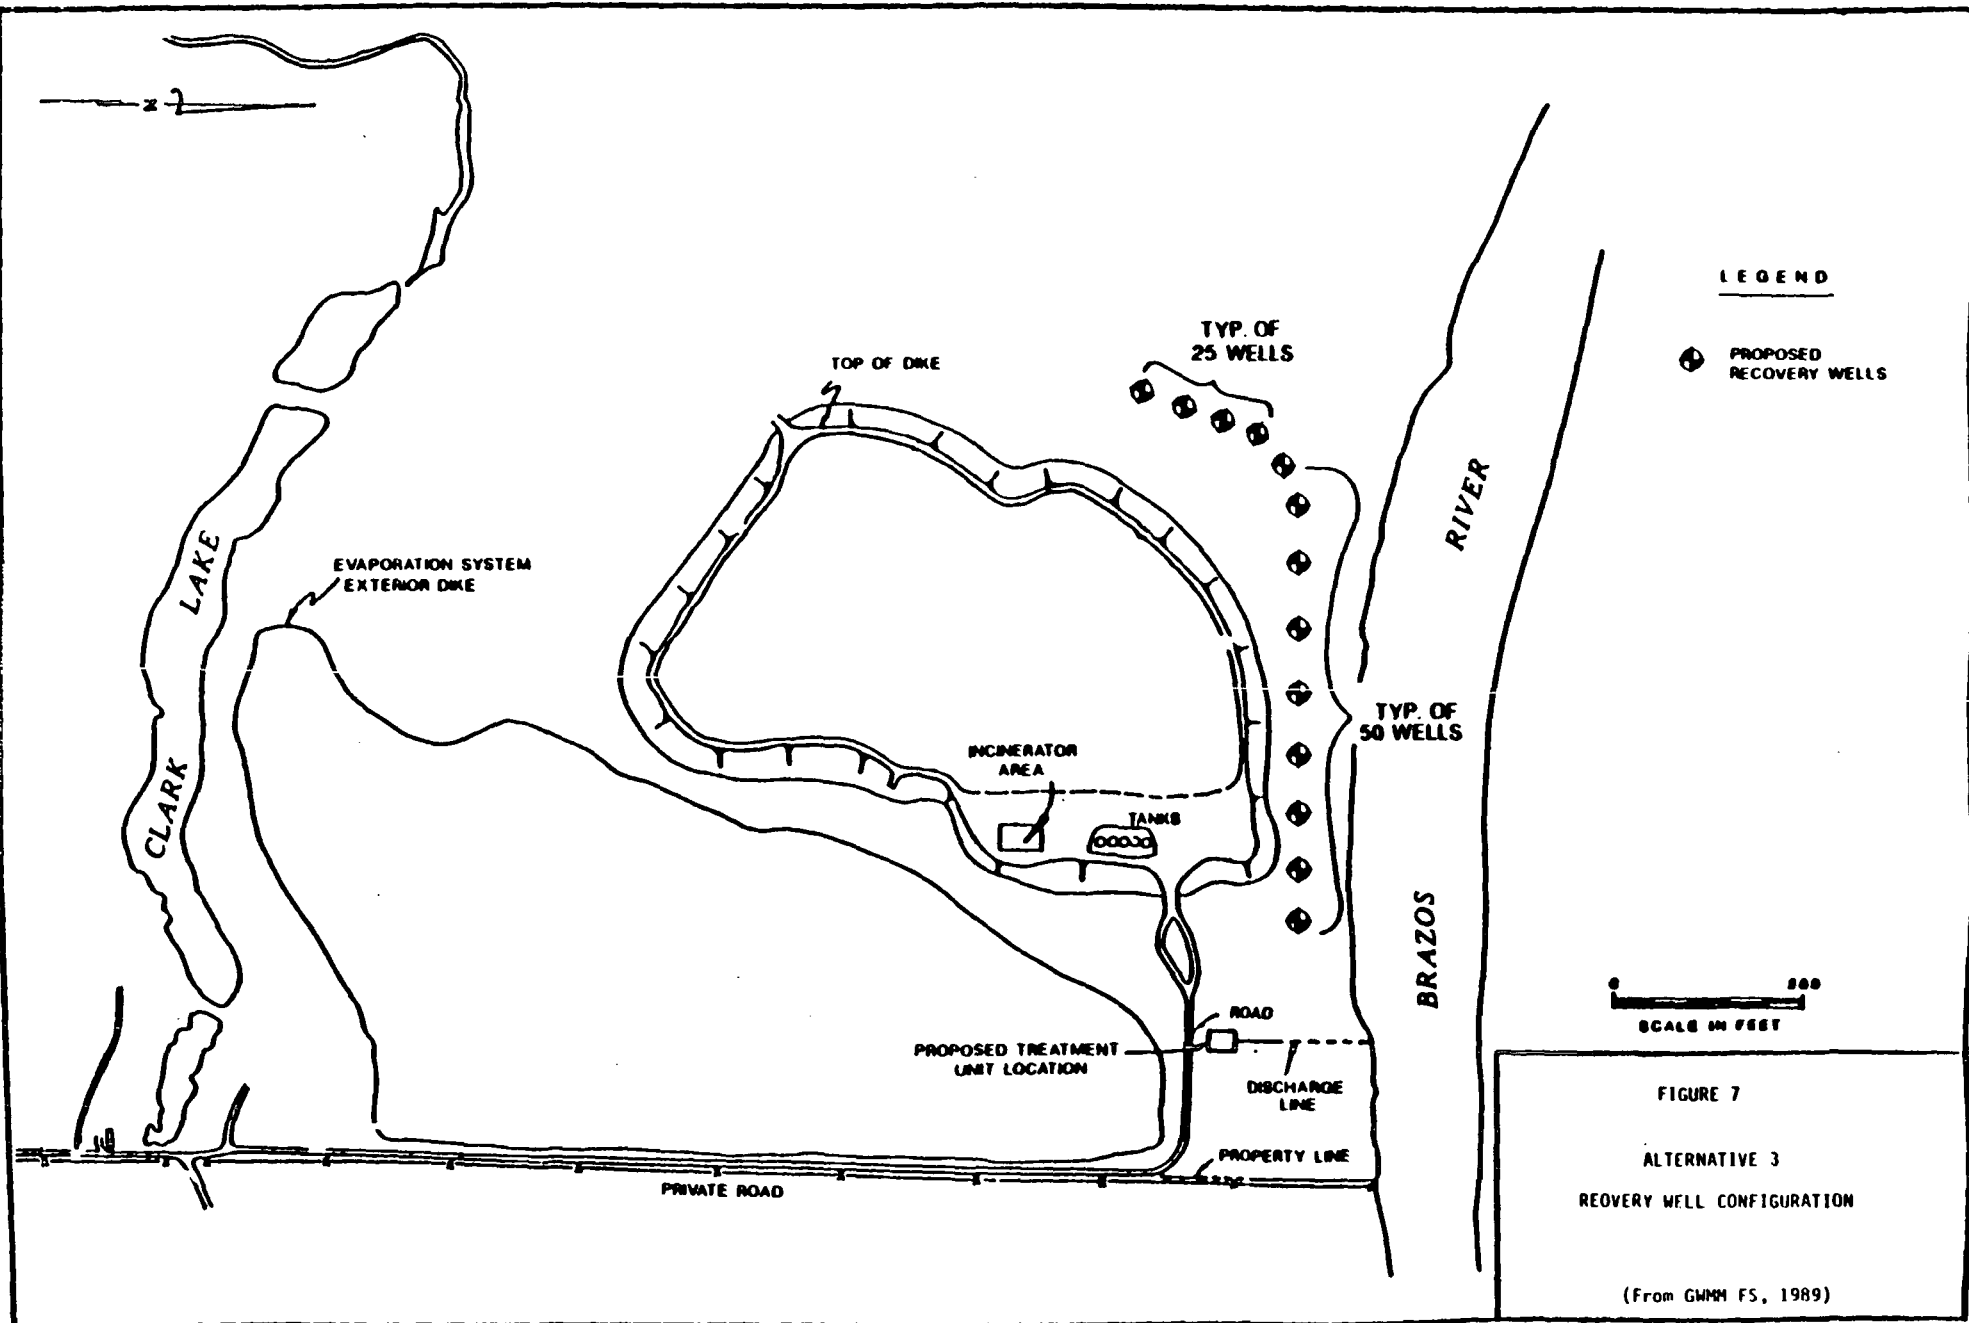 LEGEND
TYP. OF
25 WELLS
PROPOSED
RECOVERY WELLS
TOP OF DIKE
RIVER
LAKE
EVAPORATION SYSTEM
EXTERIOR DIKE
TYP. OF
50 WELLS
INCINERATOR
AREA
CLARK
TANKS
BRAZOS
ROAD
PROPOSED TREATMENT
UNIT LOCATION
DISCHARGE
LINE
0
SCALE IN FEET
PROPERTY LINE
PRIVATE ROAD
FIGURE 7
ALTERNATIVE 3
REOVERY WELL CONFIGURATION
(From GWMM FS, 1989)